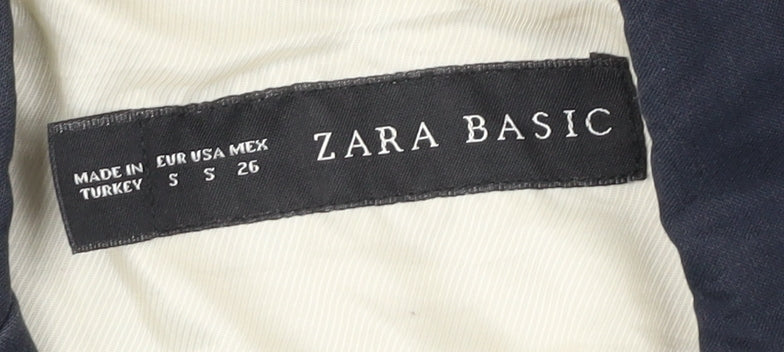 MADE IN
TURKEY
EUR USA MEX
S S 26
ZARA BASIC